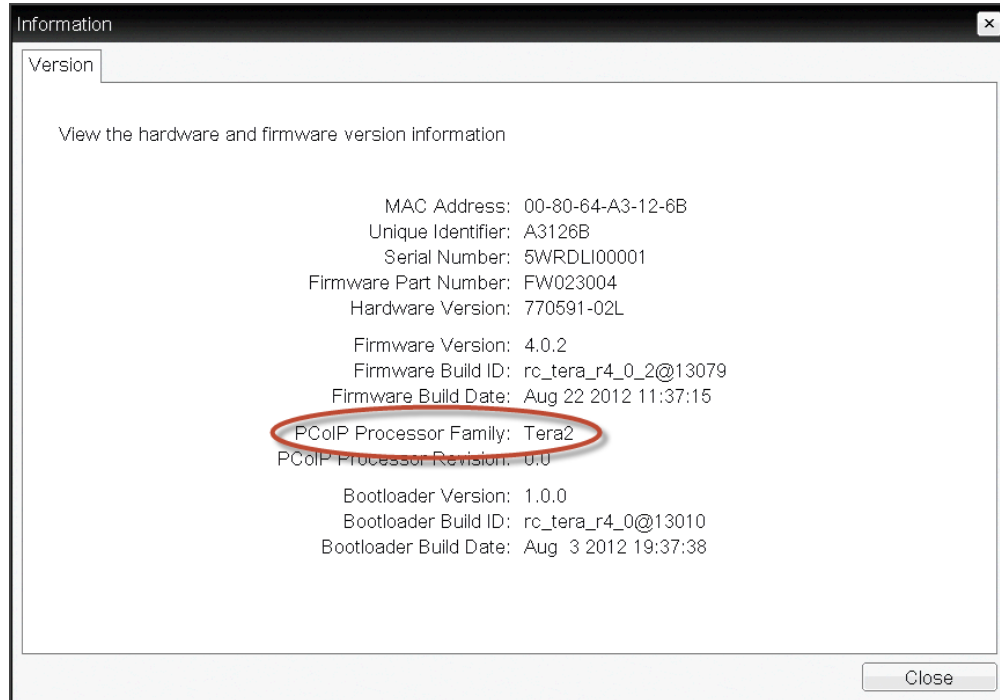 Information
Version
View the hardware and firmware version information
MAC Address: 00-80-64-A3-12-6B
Unique Identifier: A3126B
Serial Number: 5WRDLI00001
Firmware Part Number: FW023004
Hardware Version: 770591-02L
Firmware Version: 4.0.2
Firmware Build ID: rc_tera_r4_0_2@13079
Firmware Build Date: Aug 22 2012 11:37:15
PCoIP Processor Family: Tera2
PCoIP Processor Revision: 0.0
Bootloader Version: 1.0.0
Bootloader Build ID: rc_tera_r4_0@13010
Bootloader Build Date: Aug 3 2012 19:37:38
Close